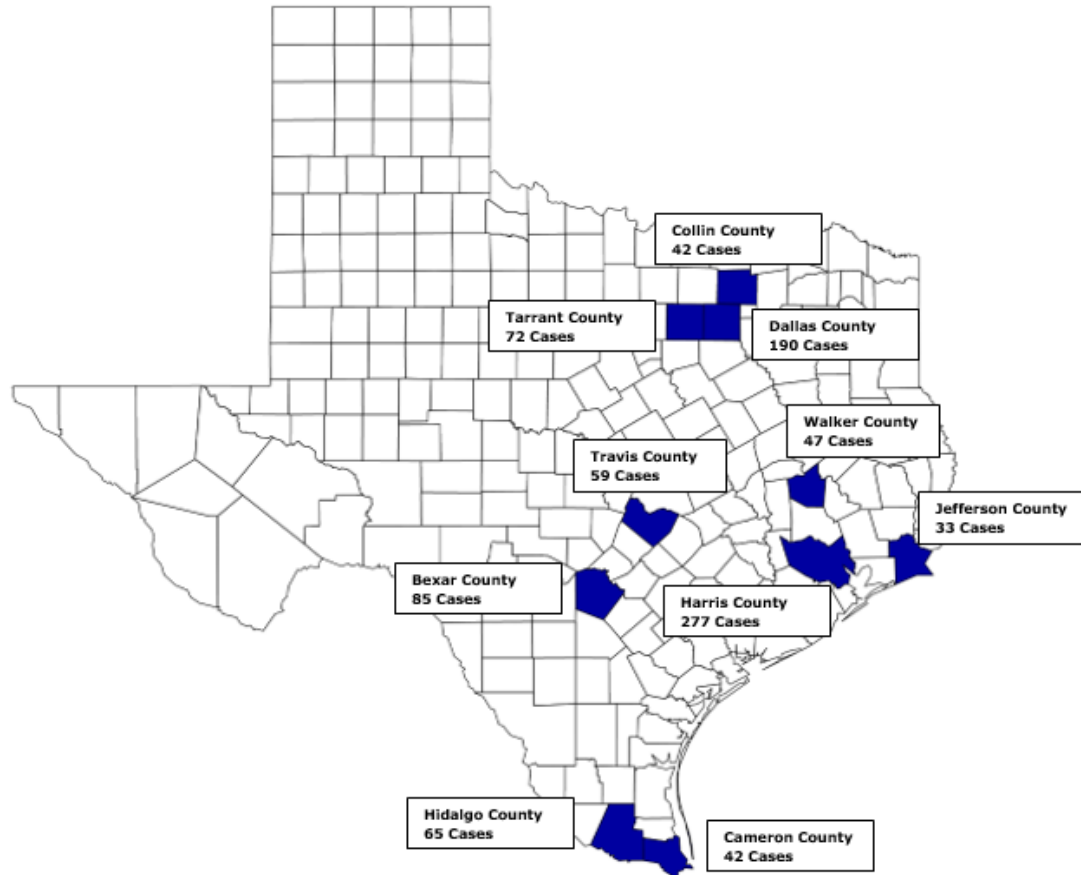 Collin County
42 Cases
Tarrant County
72 Cases
Dallas County
190 Cases
Walker County
47 Cases
Travis County
59 Cases
Jefferson County
33 Cases
Bexar County
85 Cases
Harris County
277 Cases
Hidalgo County
65 Cases
Cameron County
42 Cases